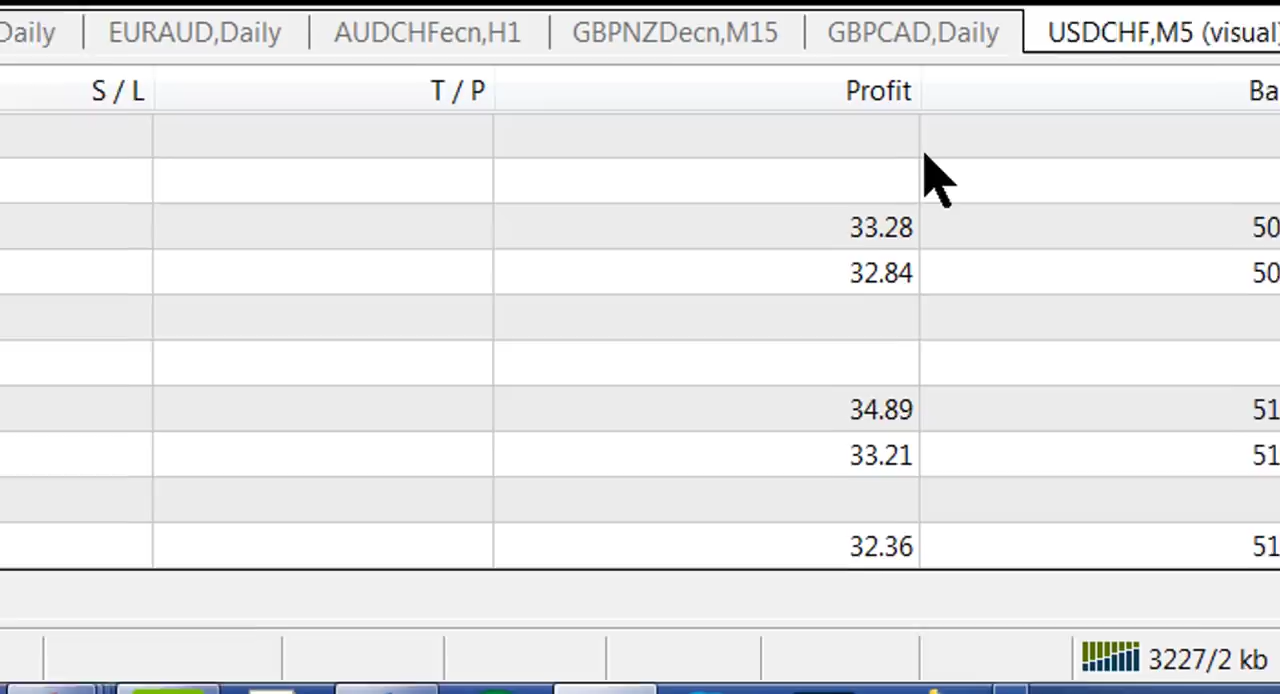 Daily EURAUD,Daily AUDCHFecn,H1 GBPNZDecn,M15 GBPCAD,Daily USDCHF,M5 (visual)
S / L T / P Profit Ba
33.28 50
32.84 50
34.89 51
33.21 51
32.36 51
3227/2 kb